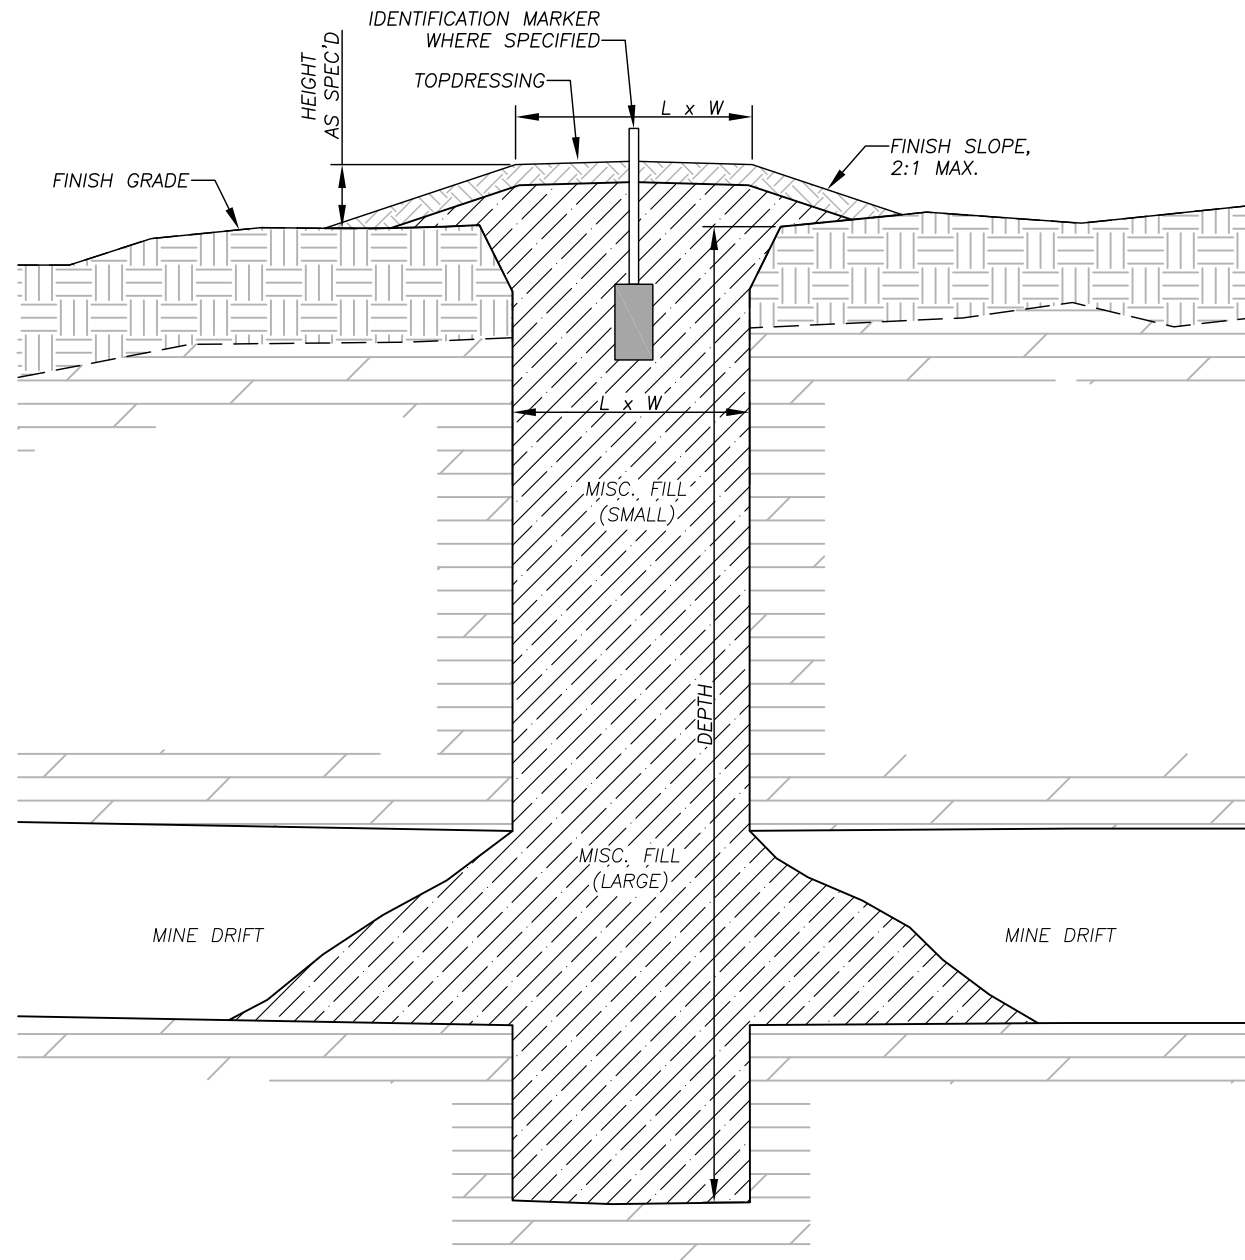 IDENTIFICATION MARKER
WHERE SPECIFIED
HEIGHT
AS SPEC'D
TOPDRESSING
L x W
FINISH SLOPE,
2:1 MAX.
FINISH GRADE
L x W
MISC. FILL
(SMALL)
DEPTH
MISC. FILL
(LARGE)
MINE DRIFT
MINE DRIFT